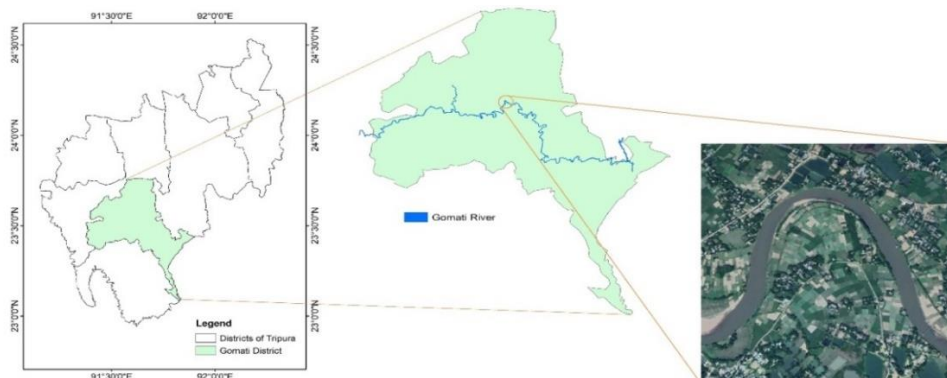 91°30'0"E
92°0'0"E
24°30'0"N
24°30'0"N
24°0'0"N
24°0'0"N
23°30'0"N
23°30'0"N
23°0'0"N
23°0'0"N
Gomati River
Legend
Districts of Tripura
Gomati District
91°30'0"E
92°0'0"E